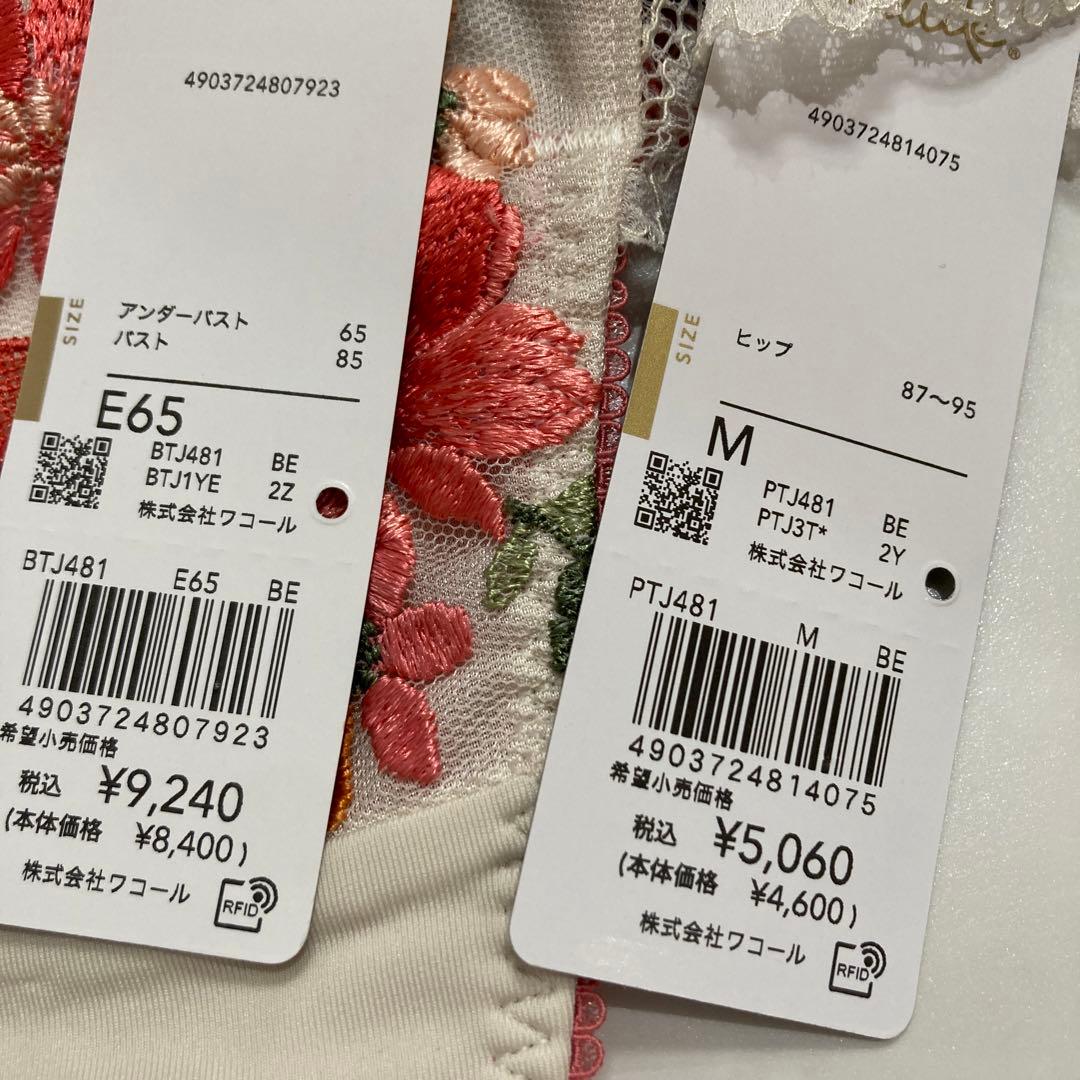 4903724807923
SIZE
アンダーバスト 65
バスト 85
E65
BTJ481 BE
BTJ1YE 2Z
株式会社ワコール
BTJ481 E65 BE
4903724807923
希望小売価格
税込 ¥9,240
(本体価格 ¥8,400)
株式会社ワコール
RFID
4903724814075
SIZE
ヒップ
87〜95
M
PTJ481 BE
PTJ3T* 2Y
株式会社ワコール
PTJ481 M BE
4903724814075
希望小売価格
税込 ¥5,060
(本体価格 ¥4,600)
株式会社ワコール
RFID